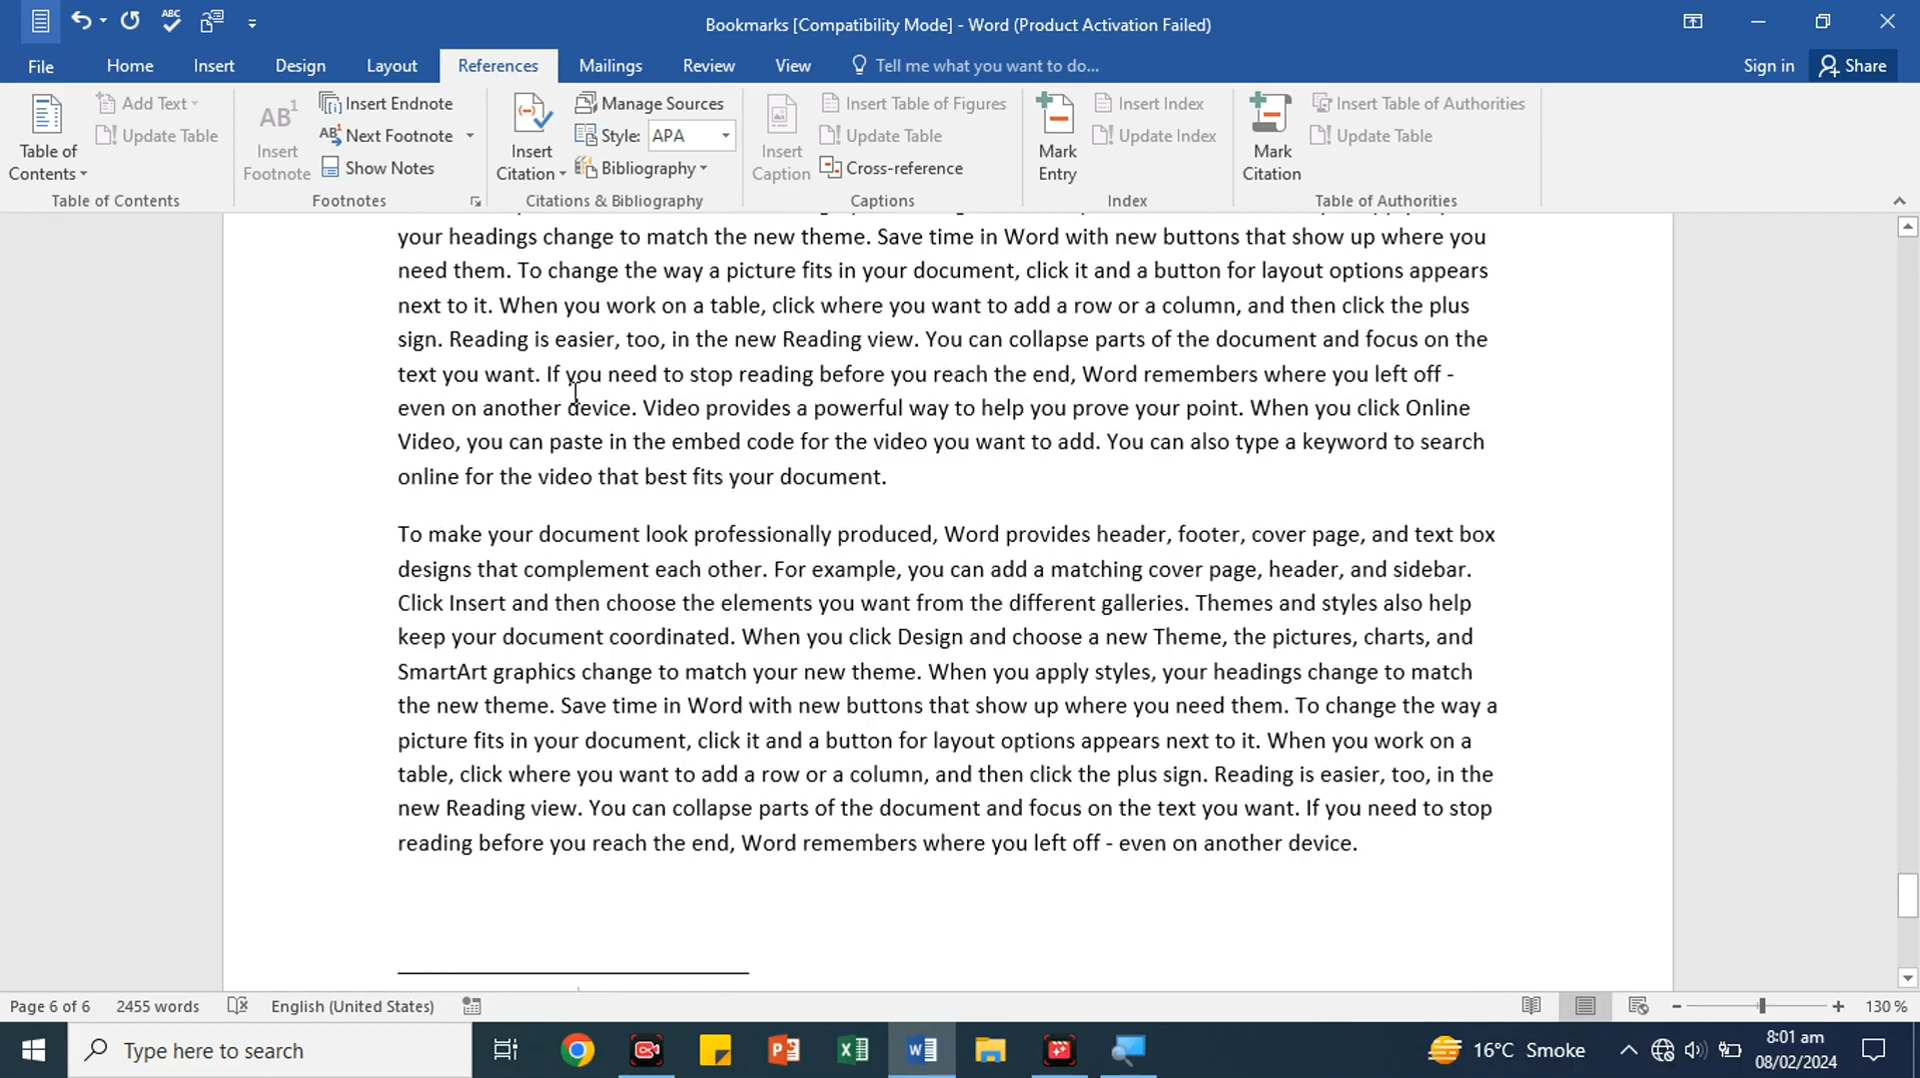 ABC
Bookmarks [Compatibility Mode] - Word (Product Activation Failed)
File Home Insert Design Layout References Mailings Review View Tell me what you want to do... Sign in Share
Table of Contents
Add Text
Update Table
Table of Contents
AB1
Insert Footnote
Insert Endnote
AB1 Next Footnote
Show Notes
Footnotes
Insert Citation
Manage Sources
Style: APA
Bibliography
Citations & Bibliography
Insert Caption
Insert Table of Figures
Update Table
Cross-reference
Captions
Mark Entry
Insert Index
Update Index
Index
Mark Citation
Insert Table of Authorities
Update Table
Table of Authorities
your headings change to match the new theme. Save time in Word with new buttons that show up where you
need them. To change the way a picture fits in your document, click it and a button for layout options appears
next to it. When you work on a table, click where you want to add a row or a column, and then click the plus
sign. Reading is easier, too, in the new Reading view. You can collapse parts of the document and focus on the
text you want. If you need to stop reading before you reach the end, Word remembers where you left off -
even on another device. Video provides a powerful way to help you prove your point. When you click Online
Video, you can paste in the embed code for the video you want to add. You can also type a keyword to search
online for the video that best fits your document.
To make your document look professionally produced, Word provides header, footer, cover page, and text box
designs that complement each other. For example, you can add a matching cover page, header, and sidebar.
Click Insert and then choose the elements you want from the different galleries. Themes and styles also help
keep your document coordinated. When you click Design and choose a new Theme, the pictures, charts, and
SmartArt graphics change to match your new theme. When you apply styles, your headings change to match
the new theme. Save time in Word with new buttons that show up where you need them. To change the way a
picture fits in your document, click it and a button for layout options appears next to it. When you work on a
table, click where you want to add a row or a column, and then click the plus sign. Reading is easier, too, in the
new Reading view. You can collapse parts of the document and focus on the text you want. If you need to stop
reading before you reach the end, Word remembers where you left off - even on another device.
Page 6 of 6 2455 words English (United States) 130 %
Type here to search
16°C Smoke
8:01 am
08/02/2024